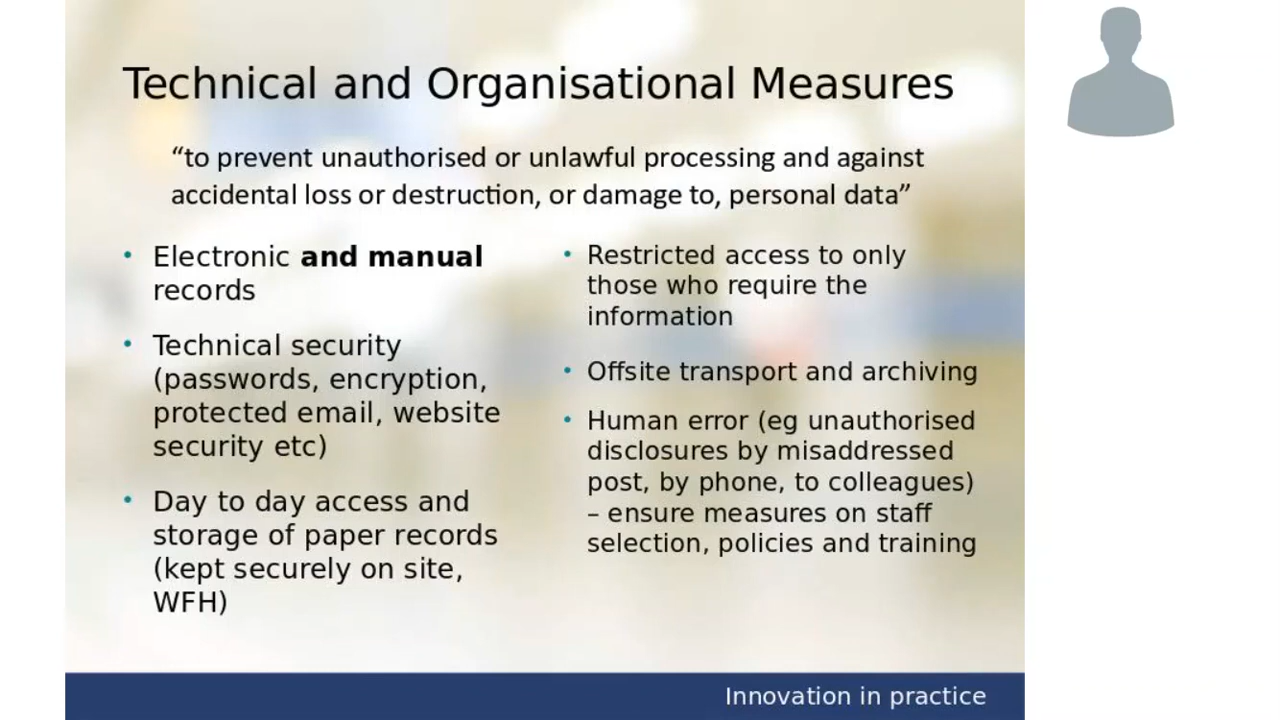 Technical and Organisational Measures
“to prevent unauthorised or unlawful processing and against
accidental loss or destruction, or damage to, personal data”
• Electronic and manual
records
• Technical security
(passwords, encryption,
protected email, website
security etc)
• Day to day access and
storage of paper records
(kept securely on site,
WFH)
• Restricted access to only
those who require the
information
• Offsite transport and archiving
• Human error (eg unauthorised
disclosures by misaddressed
post, by phone, to colleagues)
– ensure measures on staff
selection, policies and training
Innovation in practice